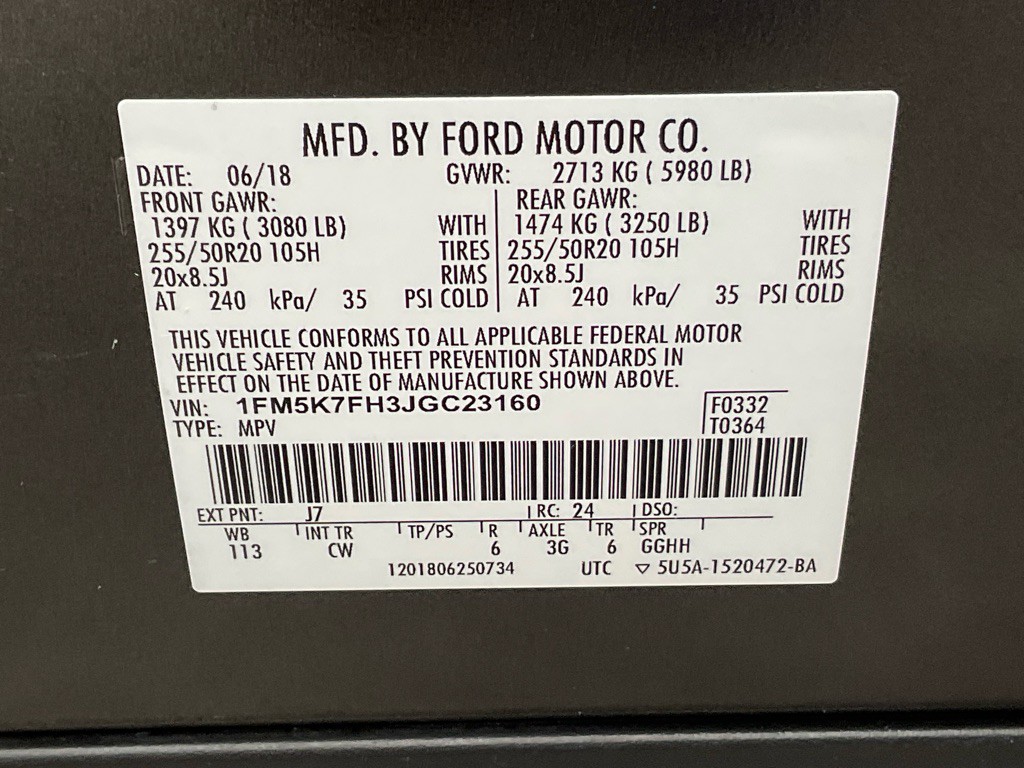 MFD. BY FORD MOTOR CO.
DATE: 06/18 GVWR: 2713 KG ( 5980 LB)
FRONT GAWR: REAR GAWR:
1397 KG ( 3080 LB) WITH 1474 KG ( 3250 LB) WITH
255/50R20 105H TIRES 255/50R20 105H TIRES
20x8.5J RIMS 20x8.5J RIMS
AT 240 kPa/ 35 PSI COLD AT 240 kPa/ 35 PSI COLD
THIS VEHICLE CONFORMS TO ALL APPLICABLE FEDERAL MOTOR
VEHICLE SAFETY AND THEFT PREVENTION STANDARDS IN
EFFECT ON THE DATE OF MANUFACTURE SHOWN ABOVE.
VIN: 1FM5K7FH3JGC23160 F0332
TYPE: MPV T0364
EXT PNT: J7 RC: 24 DSO:
WB INT TR TP/PS R AXLE TR SPR
113 CW 6 3G 6 GGHH
1201806250734 UTC ▽ 5U5A-1520472-BA